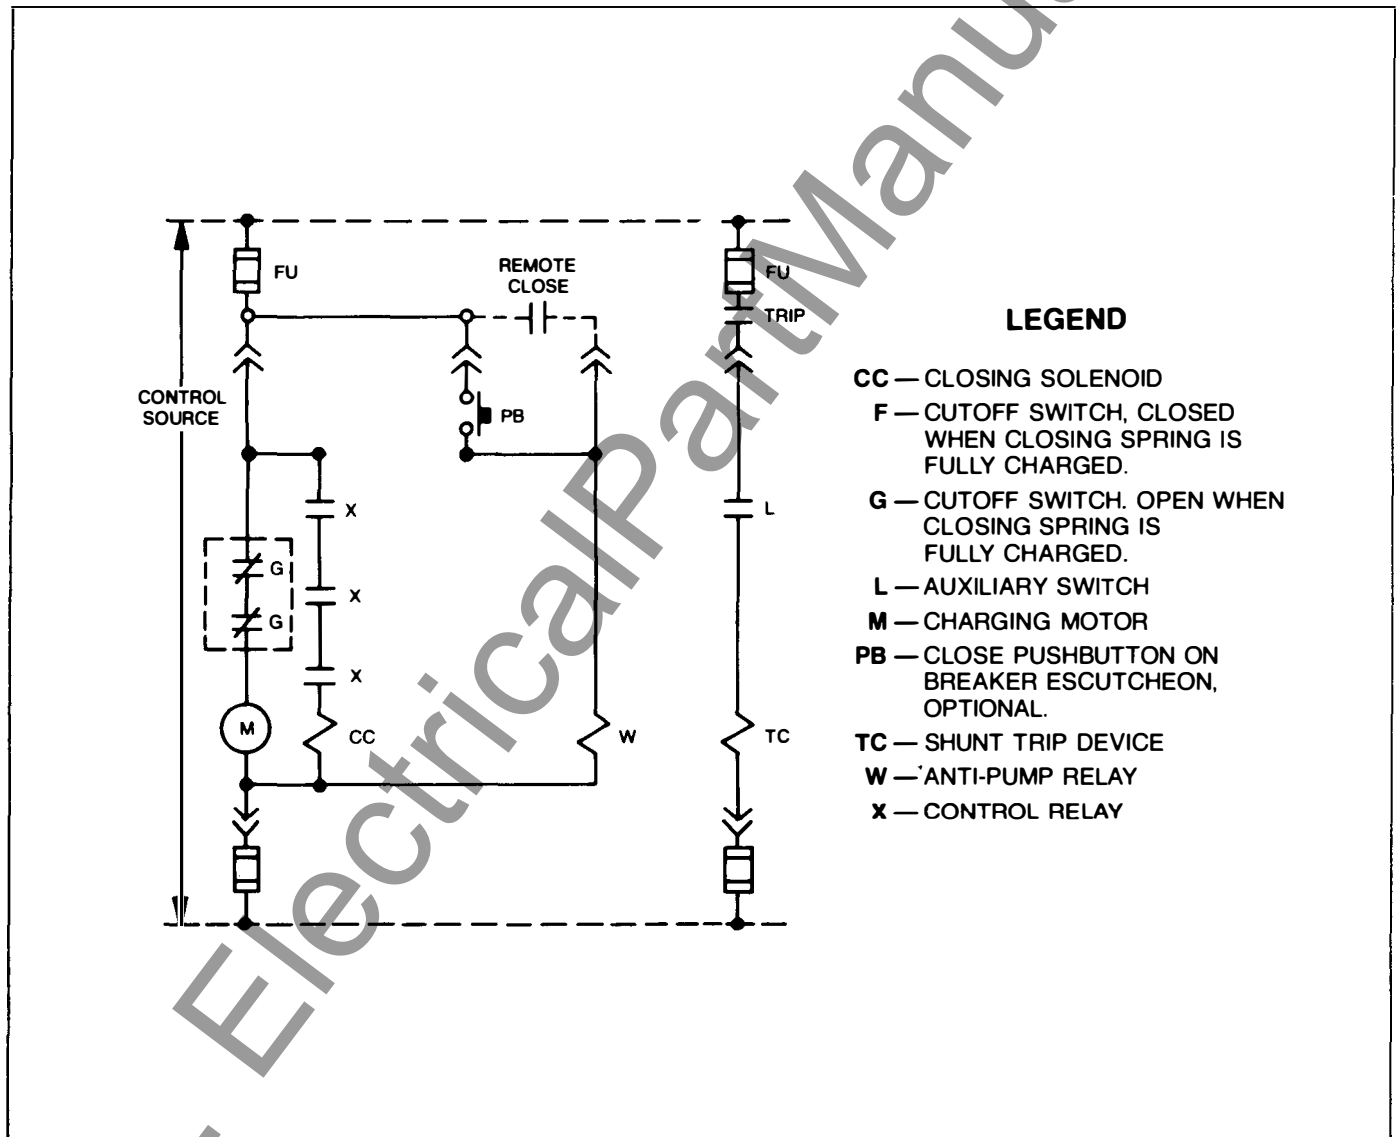 FU
REMOTE
CLOSE
FU
TRIP
CONTROL
SOURCE
PB
X
L
G
X
G
X
M
CC
W
TC
LEGEND
CC — CLOSING SOLENOID
F — CUTOFF SWITCH, CLOSED
WHEN CLOSING SPRING IS
FULLY CHARGED.
G — CUTOFF SWITCH. OPEN WHEN
CLOSING SPRING IS
FULLY CHARGED.
L — AUXILIARY SWITCH
M — CHARGING MOTOR
PB — CLOSE PUSHBUTTON ON
BREAKER ESCUTCHEON,
OPTIONAL.
TC — SHUNT TRIP DEVICE
W — ANTI-PUMP RELAY
X — CONTROL RELAY
ElectricalPartManu